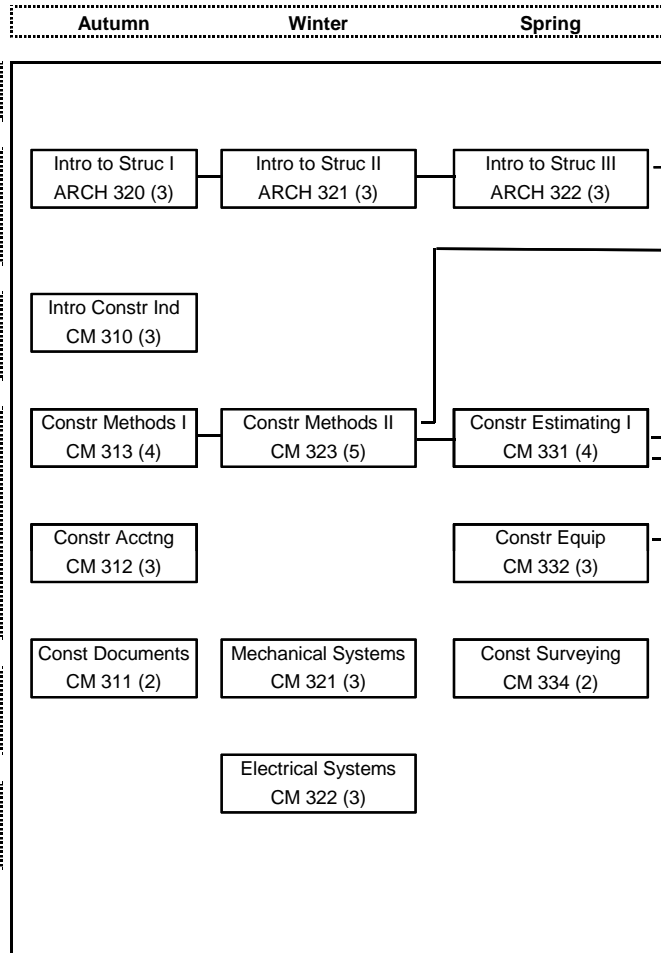 Autumn Winter Spring
Intro to Struc I
ARCH 320 (3)
Intro to Struc II
ARCH 321 (3)
Intro to Struc III
ARCH 322 (3)
Intro Constr Ind
CM 310 (3)
Constr Methods I
CM 313 (4)
Constr Methods II
CM 323 (5)
Constr Estimating I
CM 331 (4)
Constr Acctng
CM 312 (3)
Constr Equip
CM 332 (3)
Const Documents
CM 311 (2)
Mechanical Systems
CM 321 (3)
Const Surveying
CM 334 (2)
Electrical Systems
CM 322 (3)